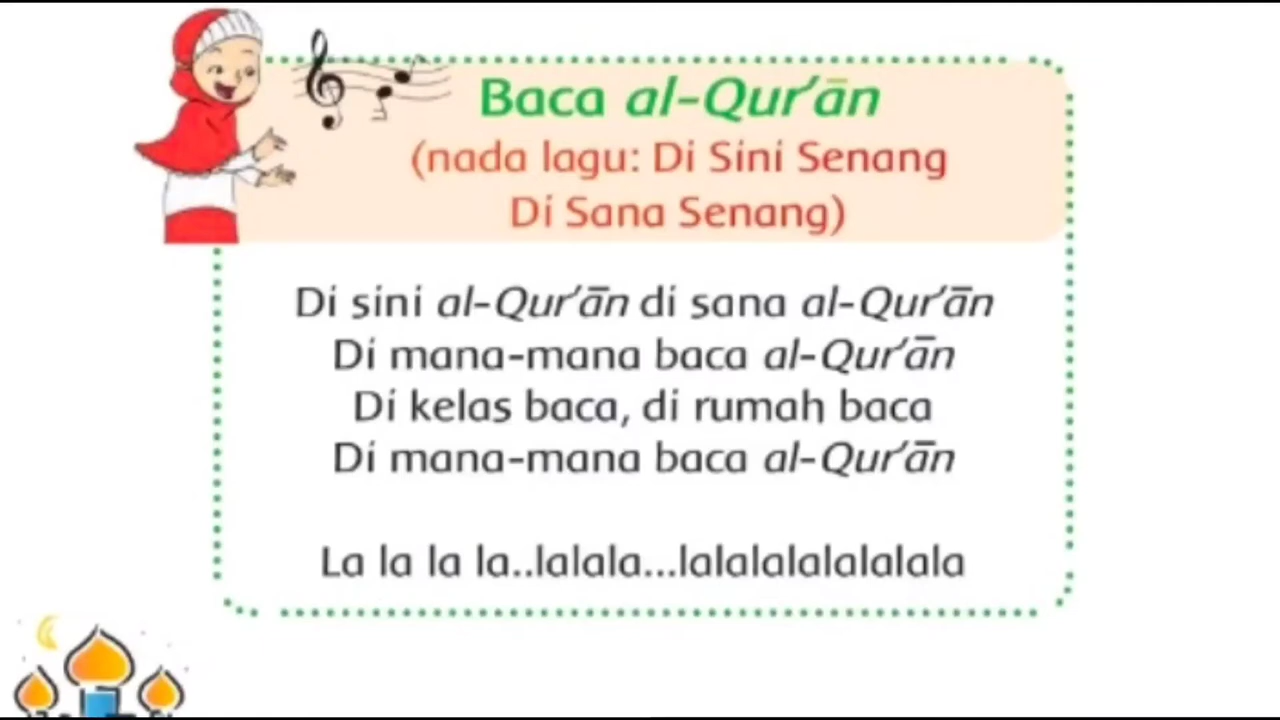 Baca al-Qur’ān
(nada lagu: Di Sini Senang
Di Sana Senang)
Di sini al-Qur’ān di sana al-Qur’ān
Di mana-mana baca al-Qur’ān
Di kelas baca, di rumah baca
Di mana-mana baca al-Qur’ān
La la la la..lalala...lalalalalalalala